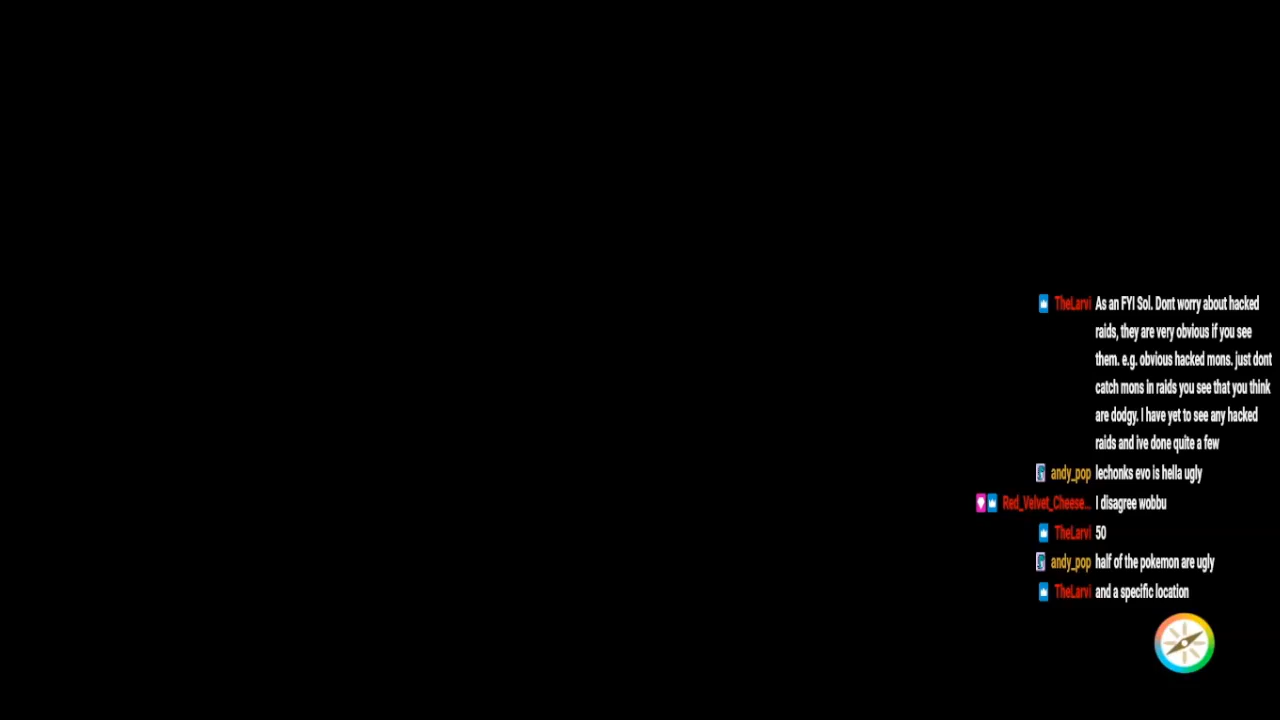 TheLarvi As an FYI Sol. Dont worry about hacked
raids, they are very obvious if you see
them. e.g. obvious hacked mons. just dont
catch mons in raids you see that you think
are dodgy. I have yet to see any hacked
raids and ive done quite a few
andy_pop lechonks evo is hella ugly
Red_Velvet_Cheese... I disagree wobbu
TheLarvi 50
andy_pop half of the pokemon are ugly
TheLarvi and a specific location